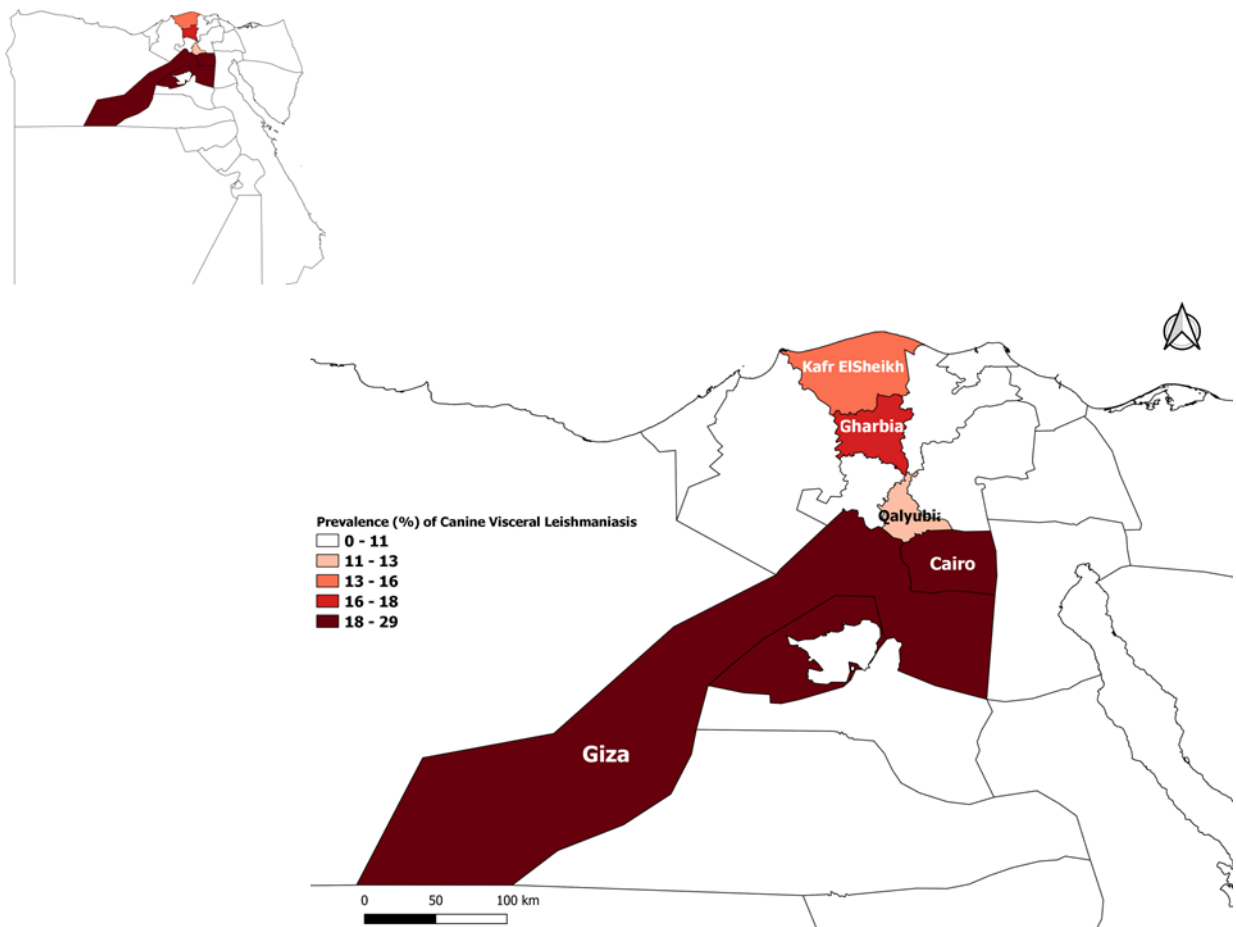 Kafr ElSheikh
Gharbia
Qalyubi:
Cairo
Prevalence (%) of Canine Visceral Leishmaniasis
0 - 11
11 - 13
13 - 16
16 - 18
18 - 29
Giza
0 50 100 km